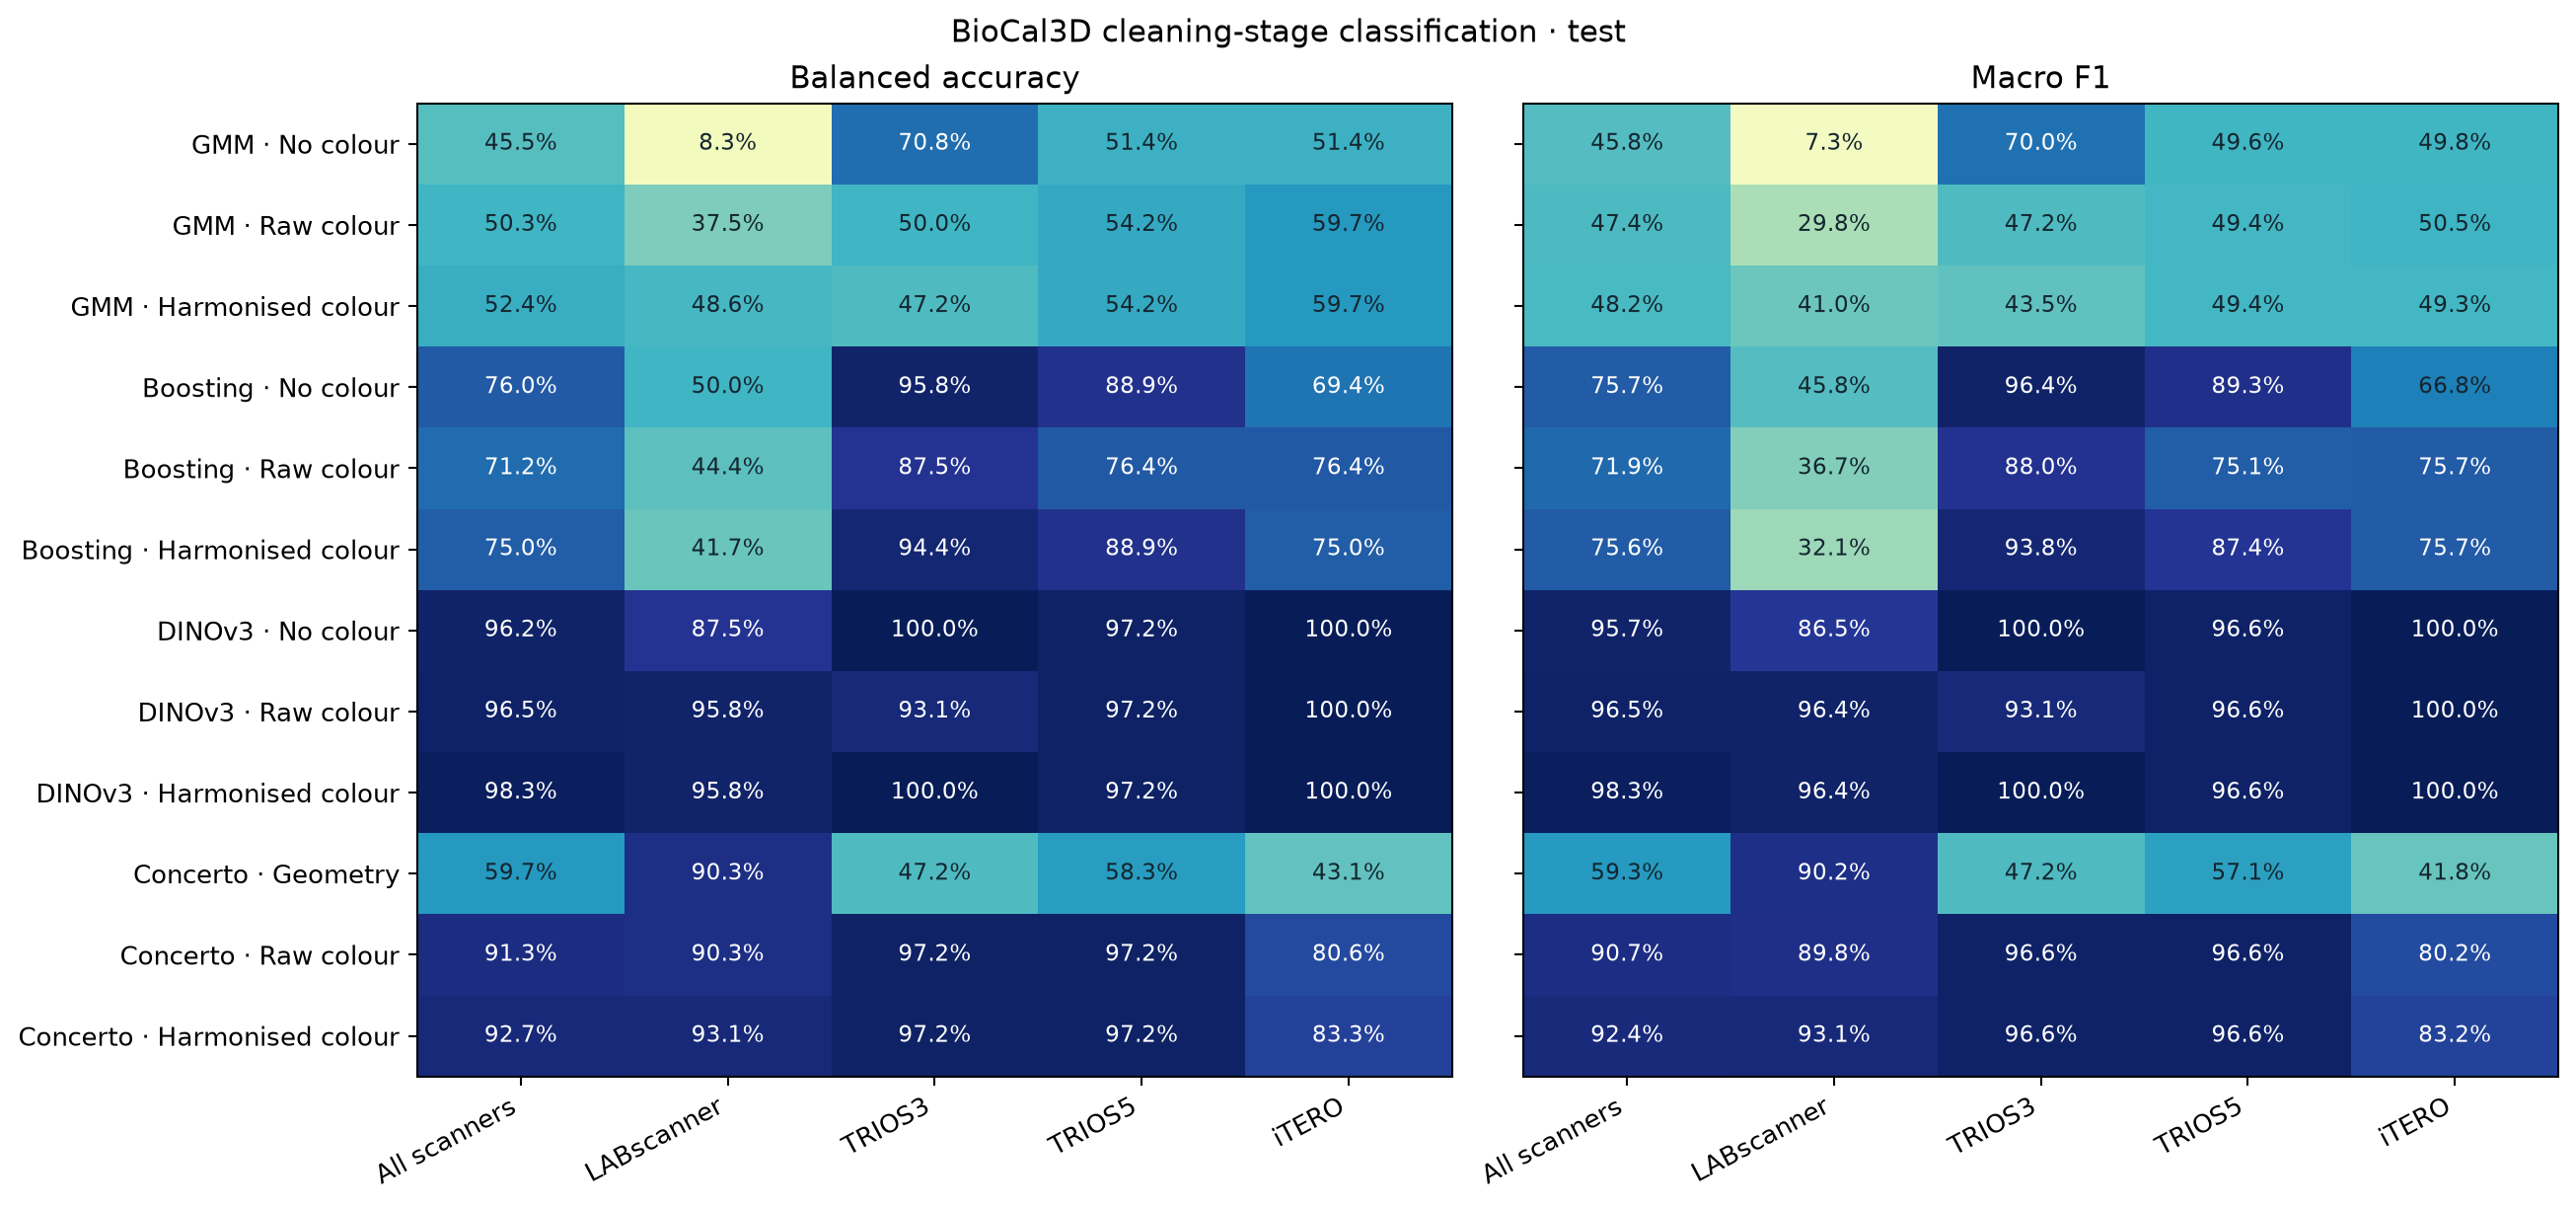 BioCal3D cleaning-stage classification · test
Balanced accuracy
Macro F1
GMM · No colour 45.5% 8.3% 70.8% 51.4% 51.4% 45.8% 7.3% 70.0% 49.6% 49.8%
GMM · Raw colour 50.3% 37.5% 50.0% 54.2% 59.7% 47.4% 29.8% 47.2% 49.4% 50.5%
GMM · Harmonised colour 52.4% 48.6% 47.2% 54.2% 59.7% 48.2% 41.0% 43.5% 49.4% 49.3%
Boosting · No colour 76.0% 50.0% 95.8% 88.9% 69.4% 75.7% 45.8% 96.4% 89.3% 66.8%
Boosting · Raw colour 71.2% 44.4% 87.5% 76.4% 76.4% 71.9% 36.7% 88.0% 75.1% 75.7%
Boosting · Harmonised colour 75.0% 41.7% 94.4% 88.9% 75.0% 75.6% 32.1% 93.8% 87.4% 75.7%
DINOv3 · No colour 96.2% 87.5% 100.0% 97.2% 100.0% 95.7% 86.5% 100.0% 96.6% 100.0%
DINOv3 · Raw colour 96.5% 95.8% 93.1% 97.2% 100.0% 96.5% 96.4% 93.1% 96.6% 100.0%
DINOv3 · Harmonised colour 98.3% 95.8% 100.0% 97.2% 100.0% 98.3% 96.4% 100.0% 96.6% 100.0%
Concerto · Geometry 59.7% 90.3% 47.2% 58.3% 43.1% 59.3% 90.2% 47.2% 57.1% 41.8%
Concerto · Raw colour 91.3% 90.3% 97.2% 97.2% 80.6% 90.7% 89.8% 96.6% 96.6% 80.2%
Concerto · Harmonised colour 92.7% 93.1% 97.2% 97.2% 83.3% 92.4% 93.1% 96.6% 96.6% 83.2%
All scanners LABscanner TRIOS3 TRIOS5 iTERO All scanners LABscanner TRIOS3 TRIOS5 iTERO